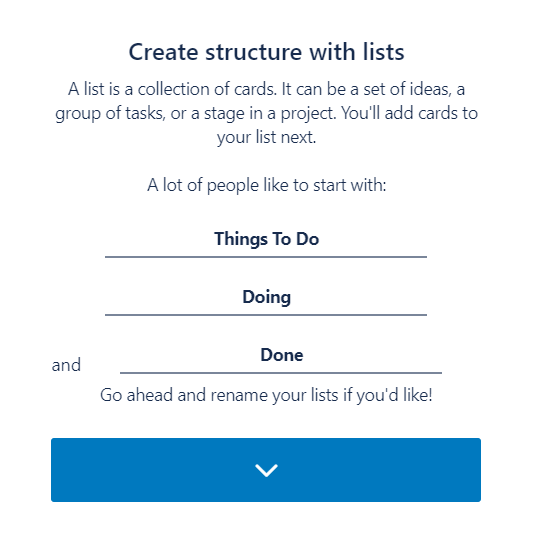 Create structure with lists
A list is a collection of cards. It can be a set of ideas, a
group of tasks, or a stage in a project. You'll add cards to
your list next.
A lot of people like to start with:
Things To Do
Doing
Done
and
Go ahead and rename your lists if you'd like!